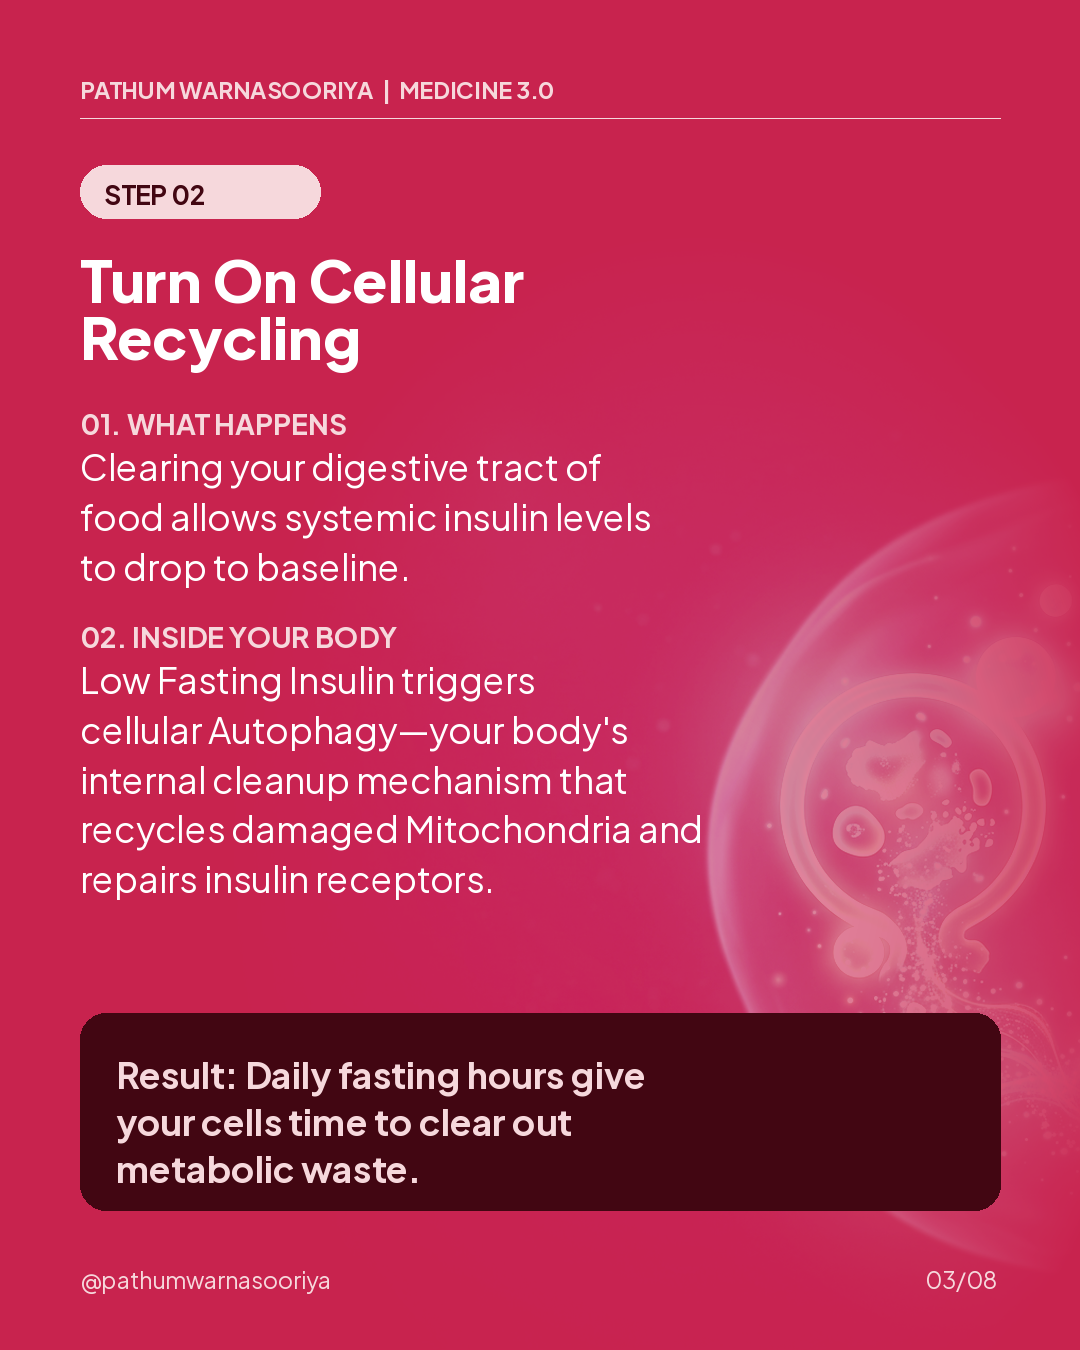 PATHUM WARNASOORIYA | MEDICINE 3.0
STEP 02
Turn On Cellular
Recycling
01. WHAT HAPPENS
Clearing your digestive tract of
food allows systemic insulin levels
to drop to baseline.
02. INSIDE YOUR BODY
Low Fasting Insulin triggers
cellular Autophagy—your body's
internal cleanup mechanism that
recycles damaged Mitochondria and
repairs insulin receptors.
Result: Daily fasting hours give
your cells time to clear out
metabolic waste.
@pathumwarnasooriya
03/08